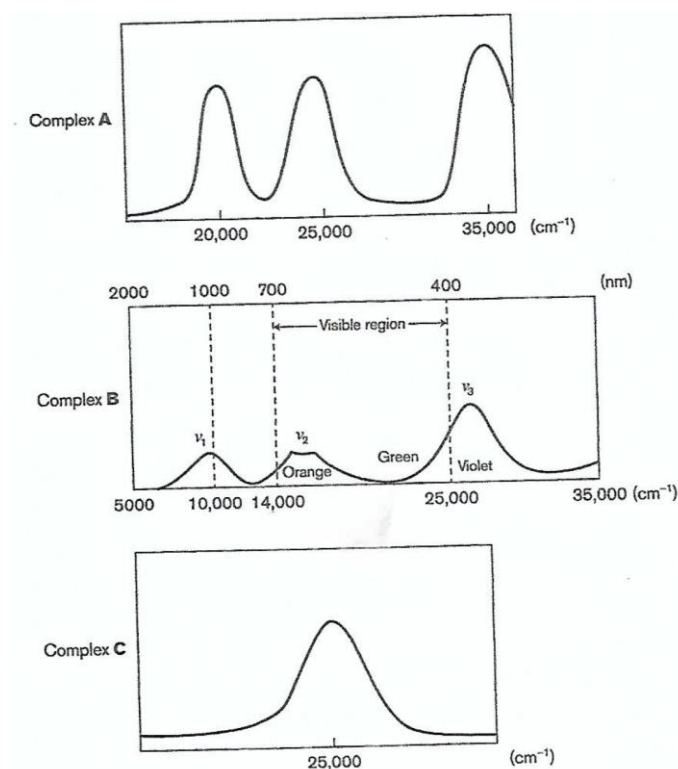 Complex A
20,000 25,000 35,000 (cm⁻¹)
2000 1000 700 400 (nm)
Visible region
Complex B
ν₁ ν₂ ν₃
Orange Green Violet
5000 10,000 14,000 25,000 35,000 (cm⁻¹)
Complex C
25,000 (cm⁻¹)